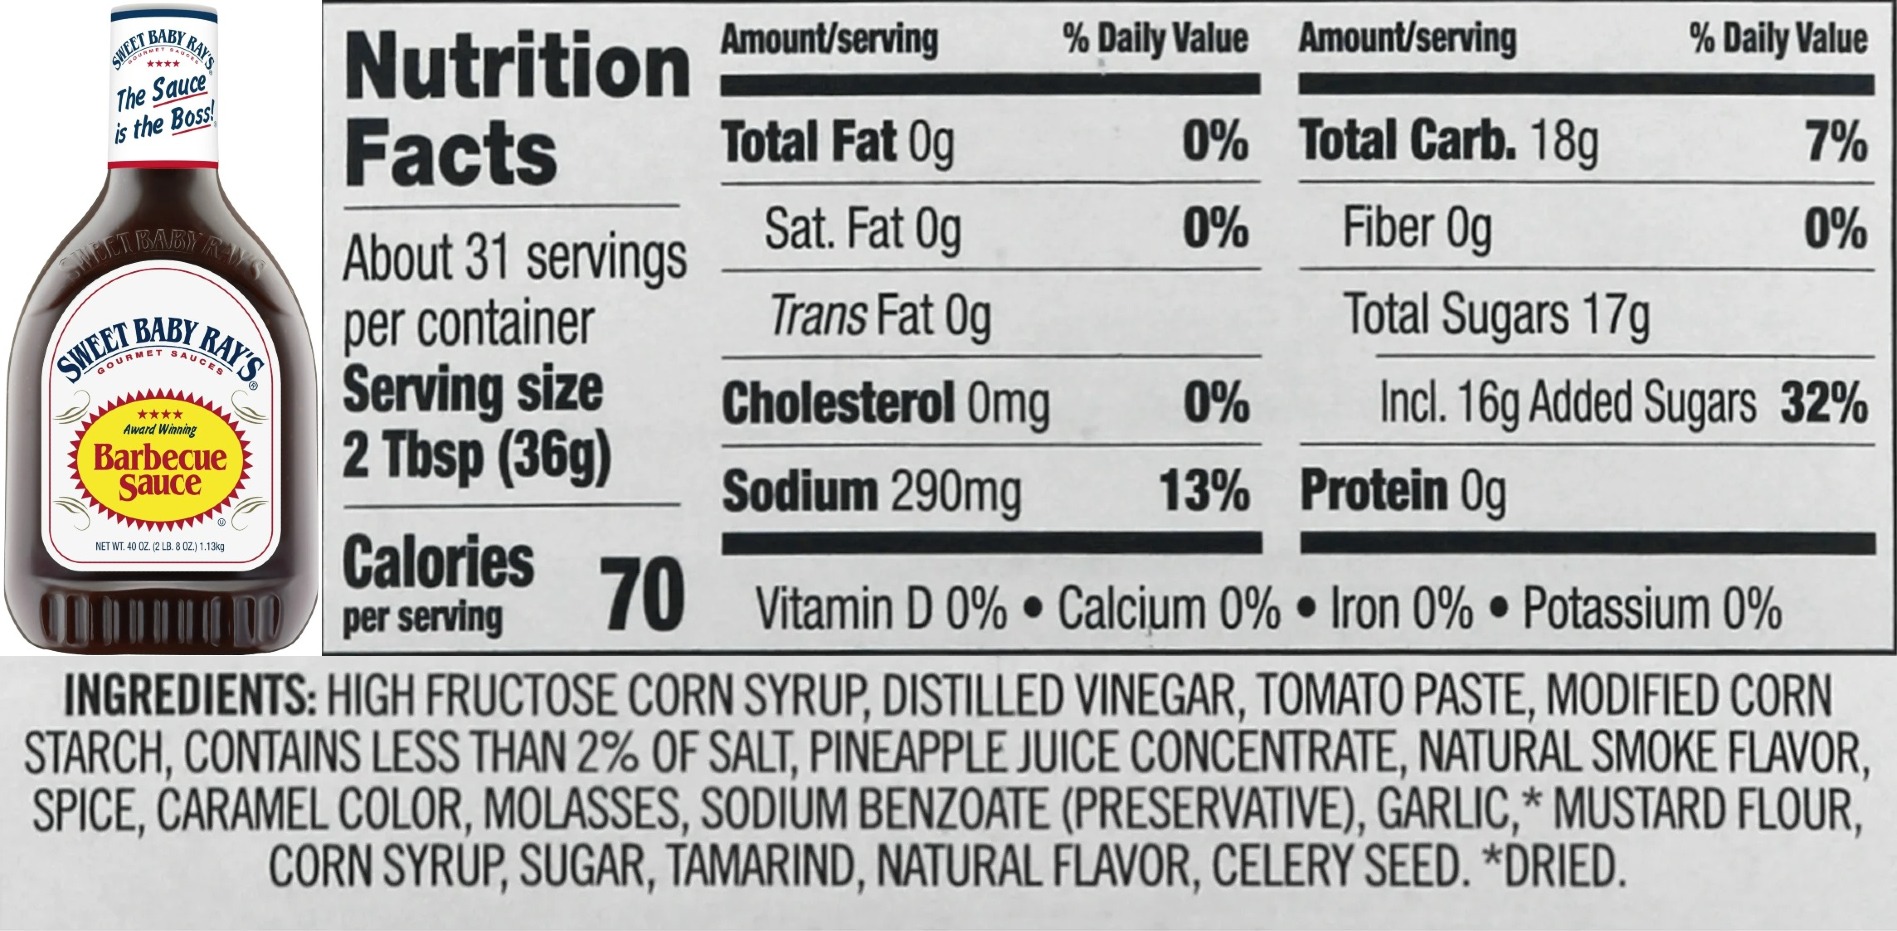 SWEET BABY RAY'S
GOURMET SAUCES
The Sauce
is the Boss!
SWEET BABY RAY'S
SWEET BABY RAY'S®
GOURMET SAUCES
Award Winning
Barbecue
Sauce
NET WT. 40 OZ. (2 LB. 8 OZ.) 1.13kg
Nutrition
Facts
About 31 servings
per container
Serving size
2 Tbsp (36g)
Calories
per serving 70
Amount/serving % Daily Value
Total Fat 0g 0%
Sat. Fat 0g 0%
Trans Fat 0g
Cholesterol 0mg 0%
Sodium 290mg 13%
Amount/serving % Daily Value
Total Carb. 18g 7%
Fiber 0g 0%
Total Sugars 17g
Incl. 16g Added Sugars 32%
Protein 0g
Vitamin D 0% • Calcium 0% • Iron 0% • Potassium 0%
INGREDIENTS: HIGH FRUCTOSE CORN SYRUP, DISTILLED VINEGAR, TOMATO PASTE, MODIFIED CORN
STARCH, CONTAINS LESS THAN 2% OF SALT, PINEAPPLE JUICE CONCENTRATE, NATURAL SMOKE FLAVOR,
SPICE, CARAMEL COLOR, MOLASSES, SODIUM BENZOATE (PRESERVATIVE), GARLIC,* MUSTARD FLOUR,
CORN SYRUP, SUGAR, TAMARIND, NATURAL FLAVOR, CELERY SEED. *DRIED.